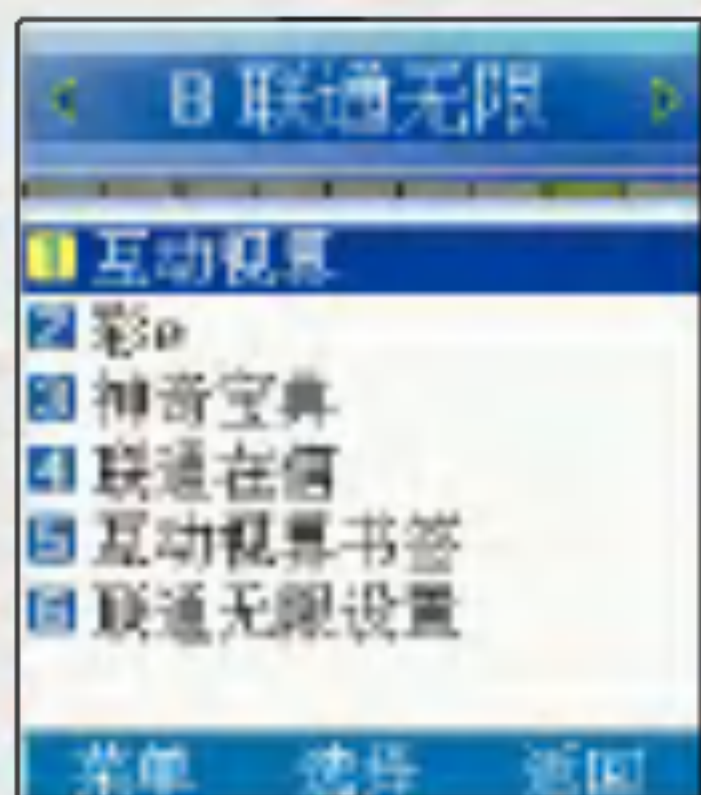 8 联通无限
1 互动视界
2 彩e
3 神奇宝典
4 联通在信
5 互动视界书签
6 联通无限设置
菜单 选择 返回